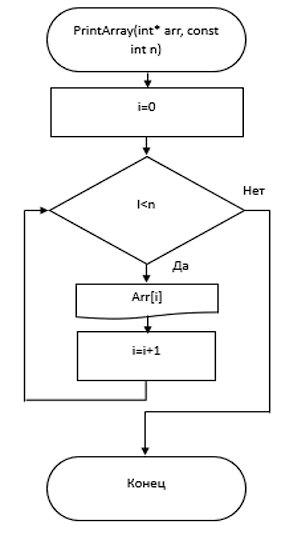 PrintArray(int* arr, const
int n)
i=0
I<n
Нет
Да
Arr[i]
i=i+1
Конец